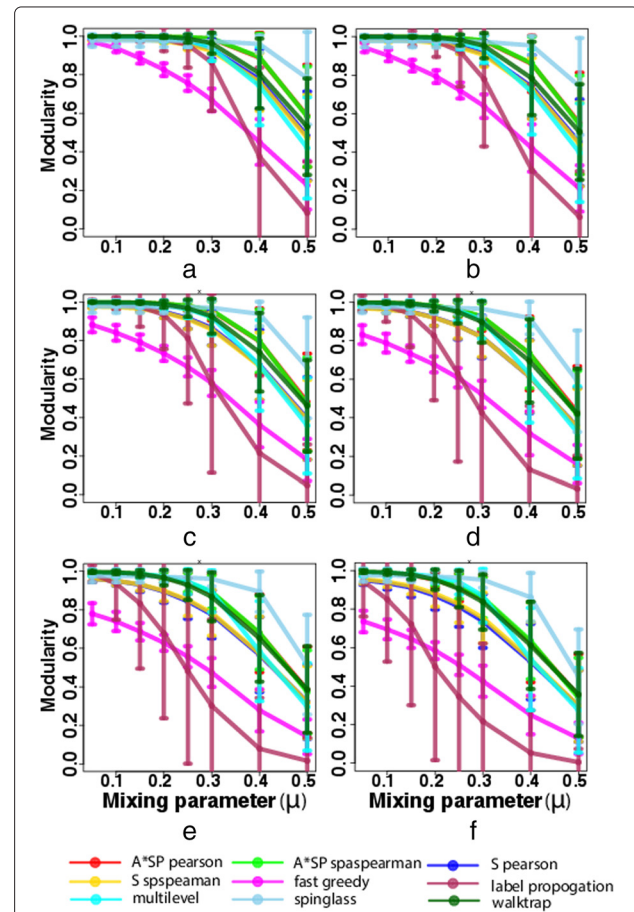 Modularity
0.0 0.2 0.4 0.6 0.8 1.0
0.0 0.2 0.4 0.6 0.8 1.0
0.1 0.2 0.3 0.4 0.5
0.1 0.2 0.3 0.4 0.5
a
b
x
x
Modularity
0.0 0.2 0.4 0.6 0.8 1.0
0.0 0.2 0.4 0.6 0.8 1.0
0.1 0.2 0.3 0.4 0.5
0.1 0.2 0.3 0.4 0.5
c
d
x
x
Modularity
0.0 0.2 0.4 0.6 0.8 1.0
0.0 0.2 0.4 0.6 0.8 1.0
0.1 0.2 0.3 0.4 0.5
0.1 0.2 0.3 0.4 0.5
Mixing parameter (μ)
Mixing parameter (μ)
e
f
A*SP pearson
A*SP spaspearman
S pearson
S spspeaman
fast greedy
label propogation
multilevel
spinglass
walktrap